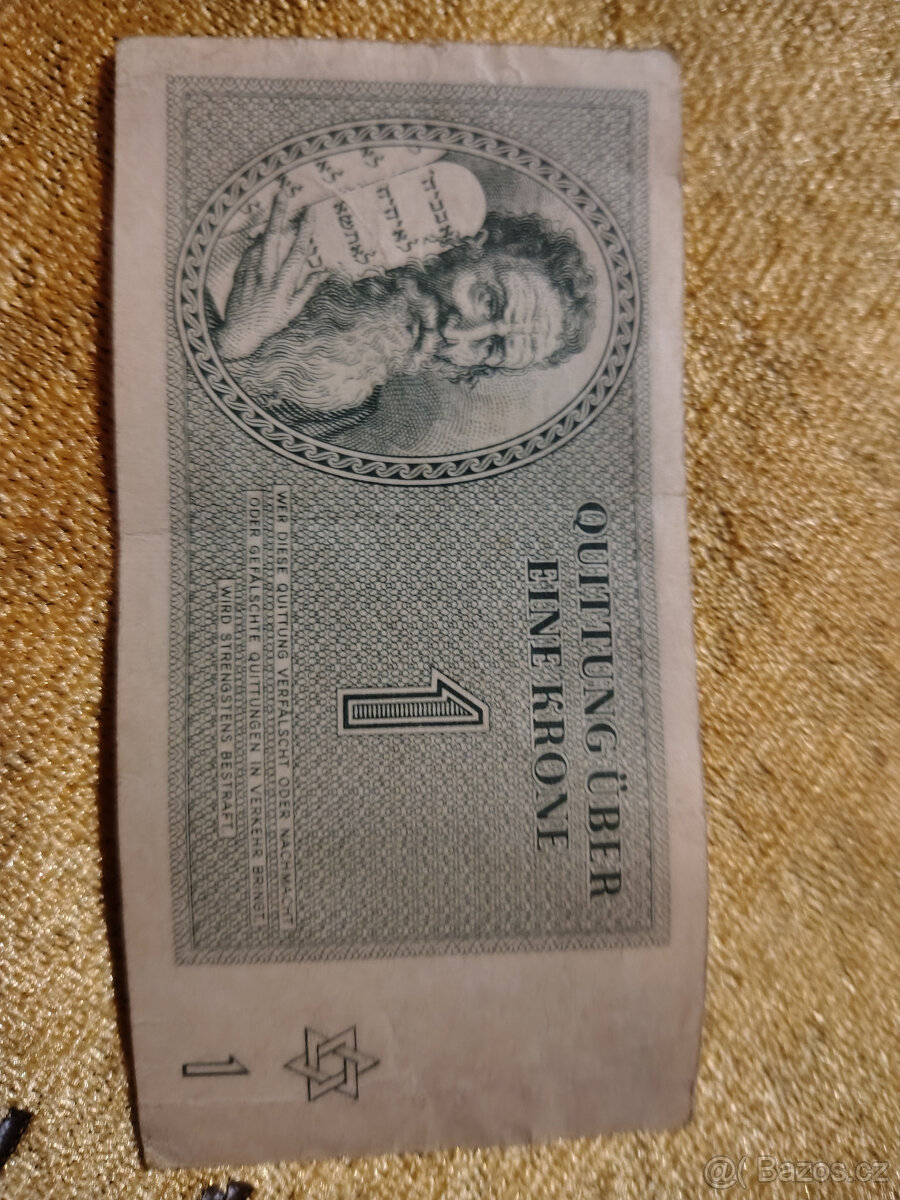 QUITTUNG ÜBER
EINE KRONE
1
WER DIESE QUITTUNG VERFÄLSCHT ODER NACHMACHT
ODER GEFÄLSCHTE QUITTUNGEN IN VERKEHR BRINGT
WIRD STRENGSTENS BESTRAFT
1
@( Bazos.cz